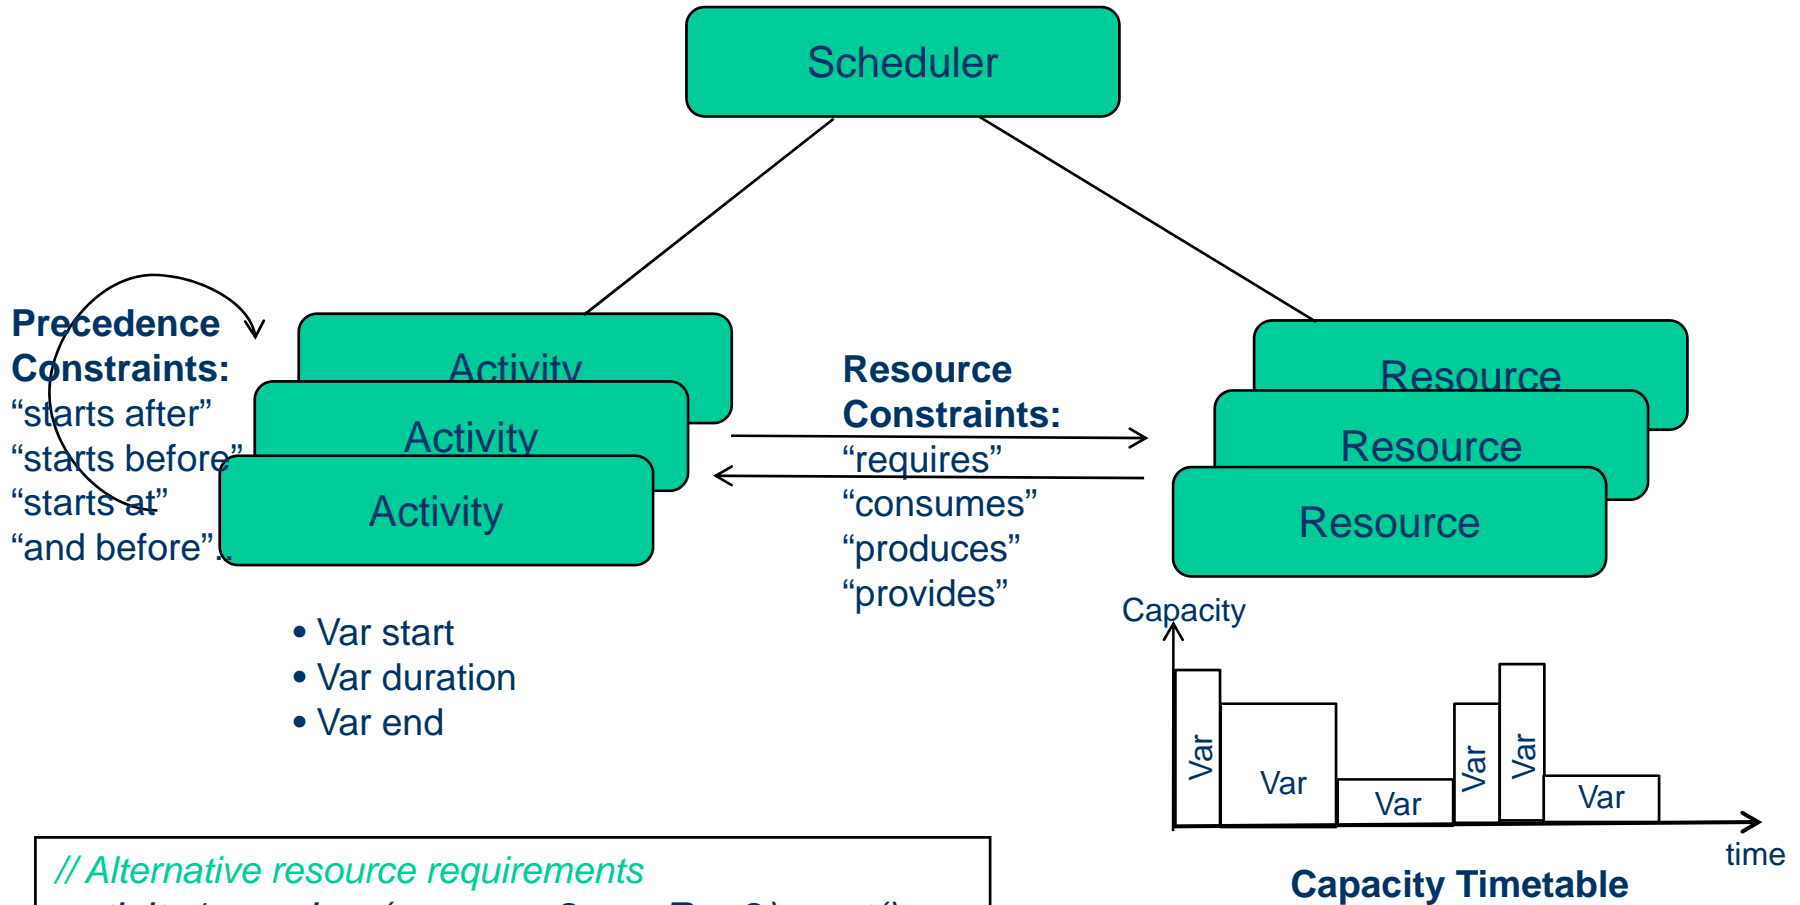 Scheduler
Precedence
Constraints:
“starts after”
“starts before”
“starts at”
“and before”..
Activity
Activity
Activity
• Var start
• Var duration
• Var end
Resource
Constraints:
“requires”
“consumes”
“produces”
“provides”
Resource
Resource
Resource
Capacity
Var
Var
Var
Var
Var
Var
time
Capacity Timetable
// Alternative resource requirements